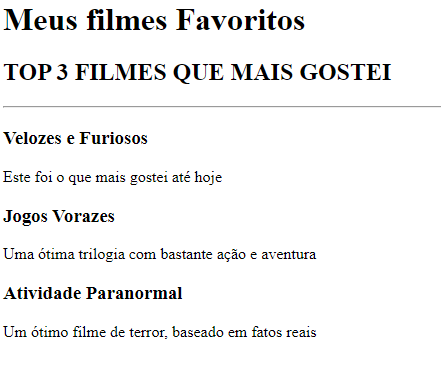 Meus filmes Favoritos
TOP 3 FILMES QUE MAIS GOSTEI
Velozes e Furiosos
Este foi o que mais gostei até hoje
Jogos Vorazes
Uma ótima trilogia com bastante ação e aventura
Atividade Paranormal
Um ótimo filme de terror, baseado em fatos reais